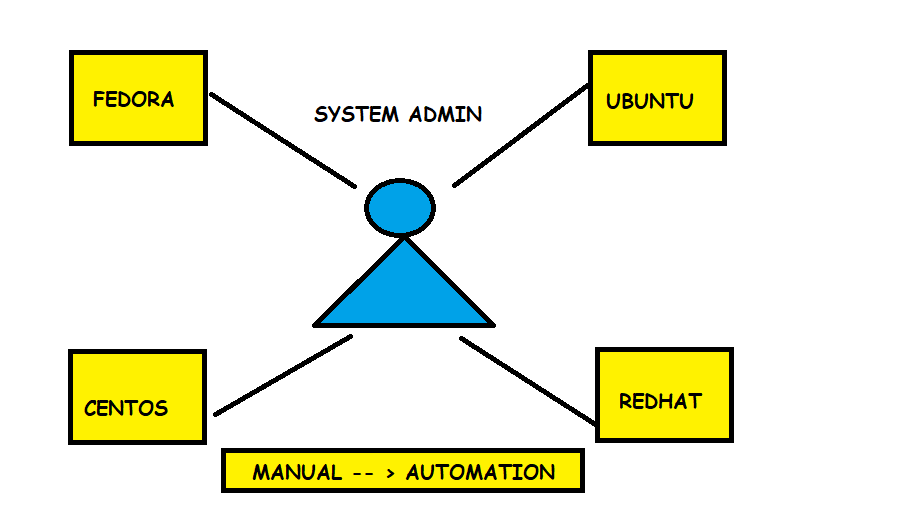 FEDORA
UBUNTU
SYSTEM ADMIN
CENTOS
REDHAT
MANUAL -- > AUTOMATION